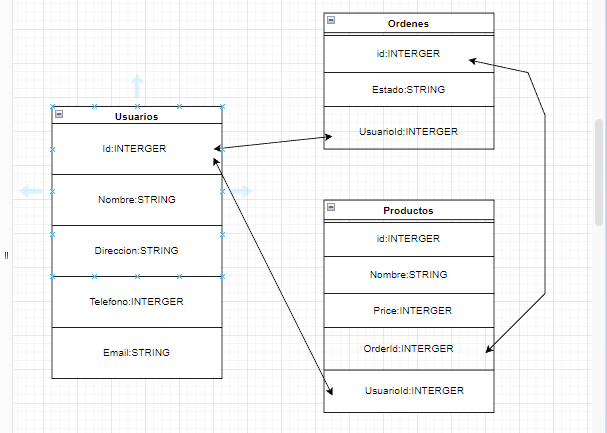 Usuarios
Id:INTERGER
Nombre:STRING
Direccion:STRING
Telefono:INTERGER
Email:STRING
Ordenes
id:INTERGER
Estado:STRING
UsuarioId:INTERGER
Productos
id:INTERGER
Nombre:STRING
Price:INTERGER
OrderId:INTERGER
UsuarioId:INTERGER